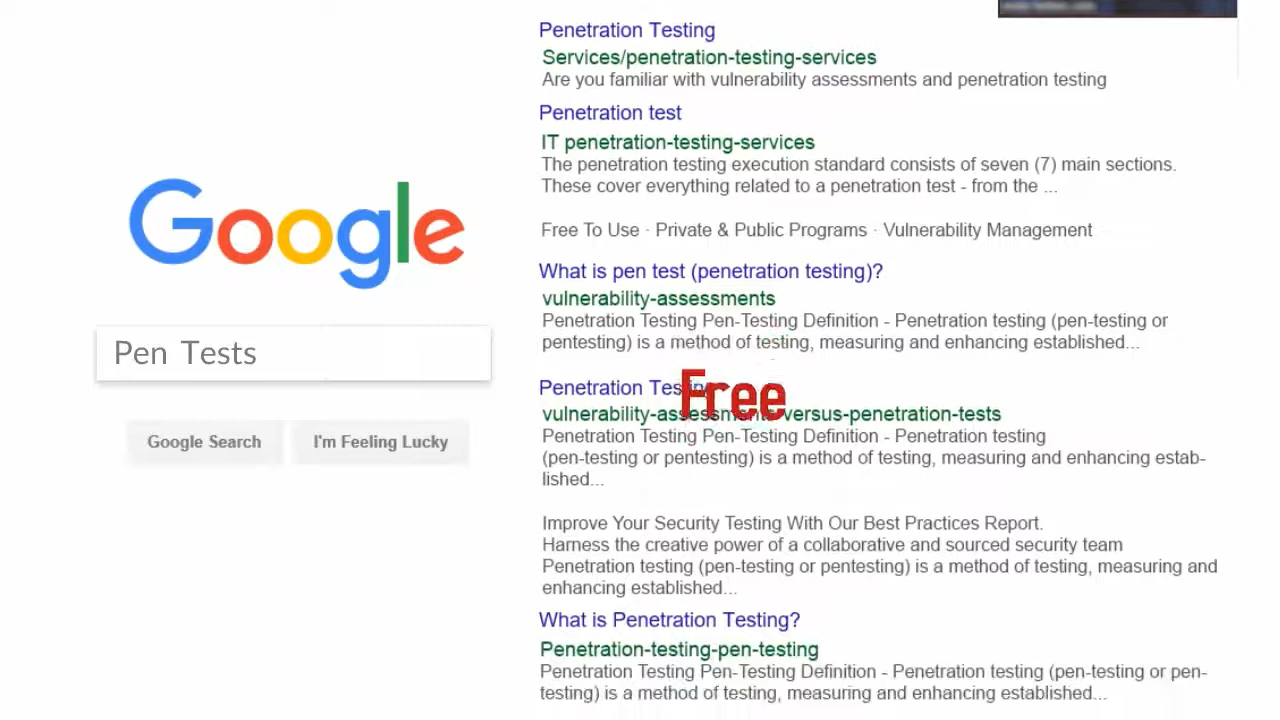 Google
Pen Tests
Google Search
I'm Feeling Lucky
Penetration Testing
Services/penetration-testing-services
Are you familiar with vulnerability assessments and penetration testing
Penetration test
IT penetration-testing-services
The penetration testing execution standard consists of seven (7) main sections.
These cover everything related to a penetration test - from the ...
Free To Use · Private & Public Programs · Vulnerability Management
What is pen test (penetration testing)?
vulnerability-assessments
Penetration Testing Pen-Testing Definition - Penetration testing (pen-testing or
pentesting) is a method of testing, measuring and enhancing established...
Penetration Testing
Free
vulnerability-assessments-versus-penetration-tests
Penetration Testing Pen-Testing Definition - Penetration testing
(pen-testing or pentesting) is a method of testing, measuring and enhancing estab-
lished...
Improve Your Security Testing With Our Best Practices Report.
Harness the creative power of a collaborative and sourced security team
Penetration testing (pen-testing or pentesting) is a method of testing, measuring and
enhancing established...
What is Penetration Testing?
Penetration-testing-pen-testing
Penetration Testing Pen-Testing Definition - Penetration testing (pen-testing or pen-
testing) is a method of testing, measuring and enhancing established...